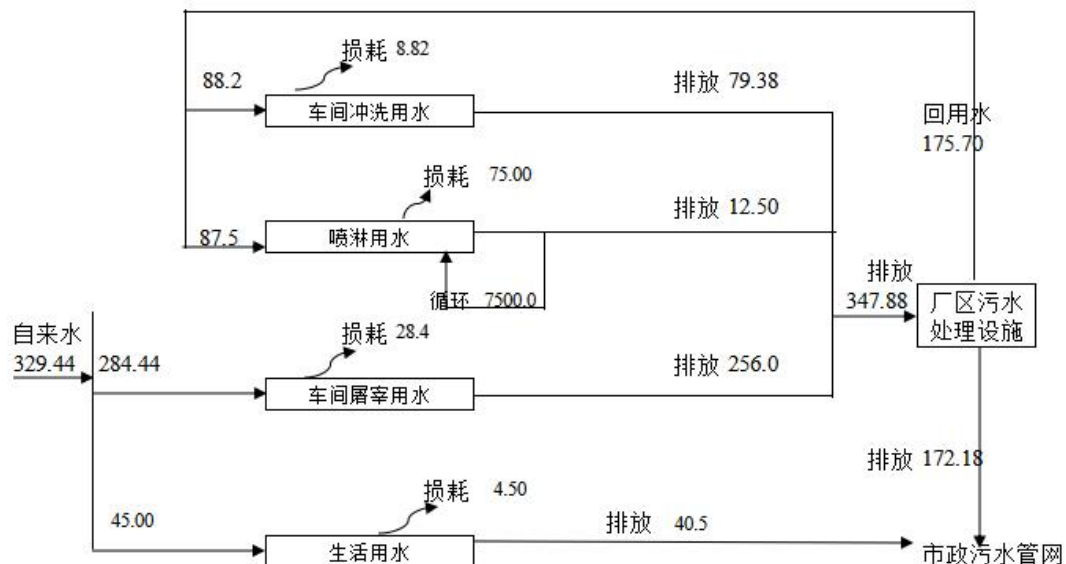 损耗 8.82
88.2
排放 79.38
车间冲洗用水
回用水
175.70
损耗 75.00
排放 12.50
87.5
喷淋用水
循环 7500.0
排放
347.88
厂区污水
处理设施
自来水
329.44
284.44
损耗 28.4
排放 256.0
车间屠宰用水
排放 172.18
45.00
损耗 4.50
排放 40.5
生活用水
市政污水管网